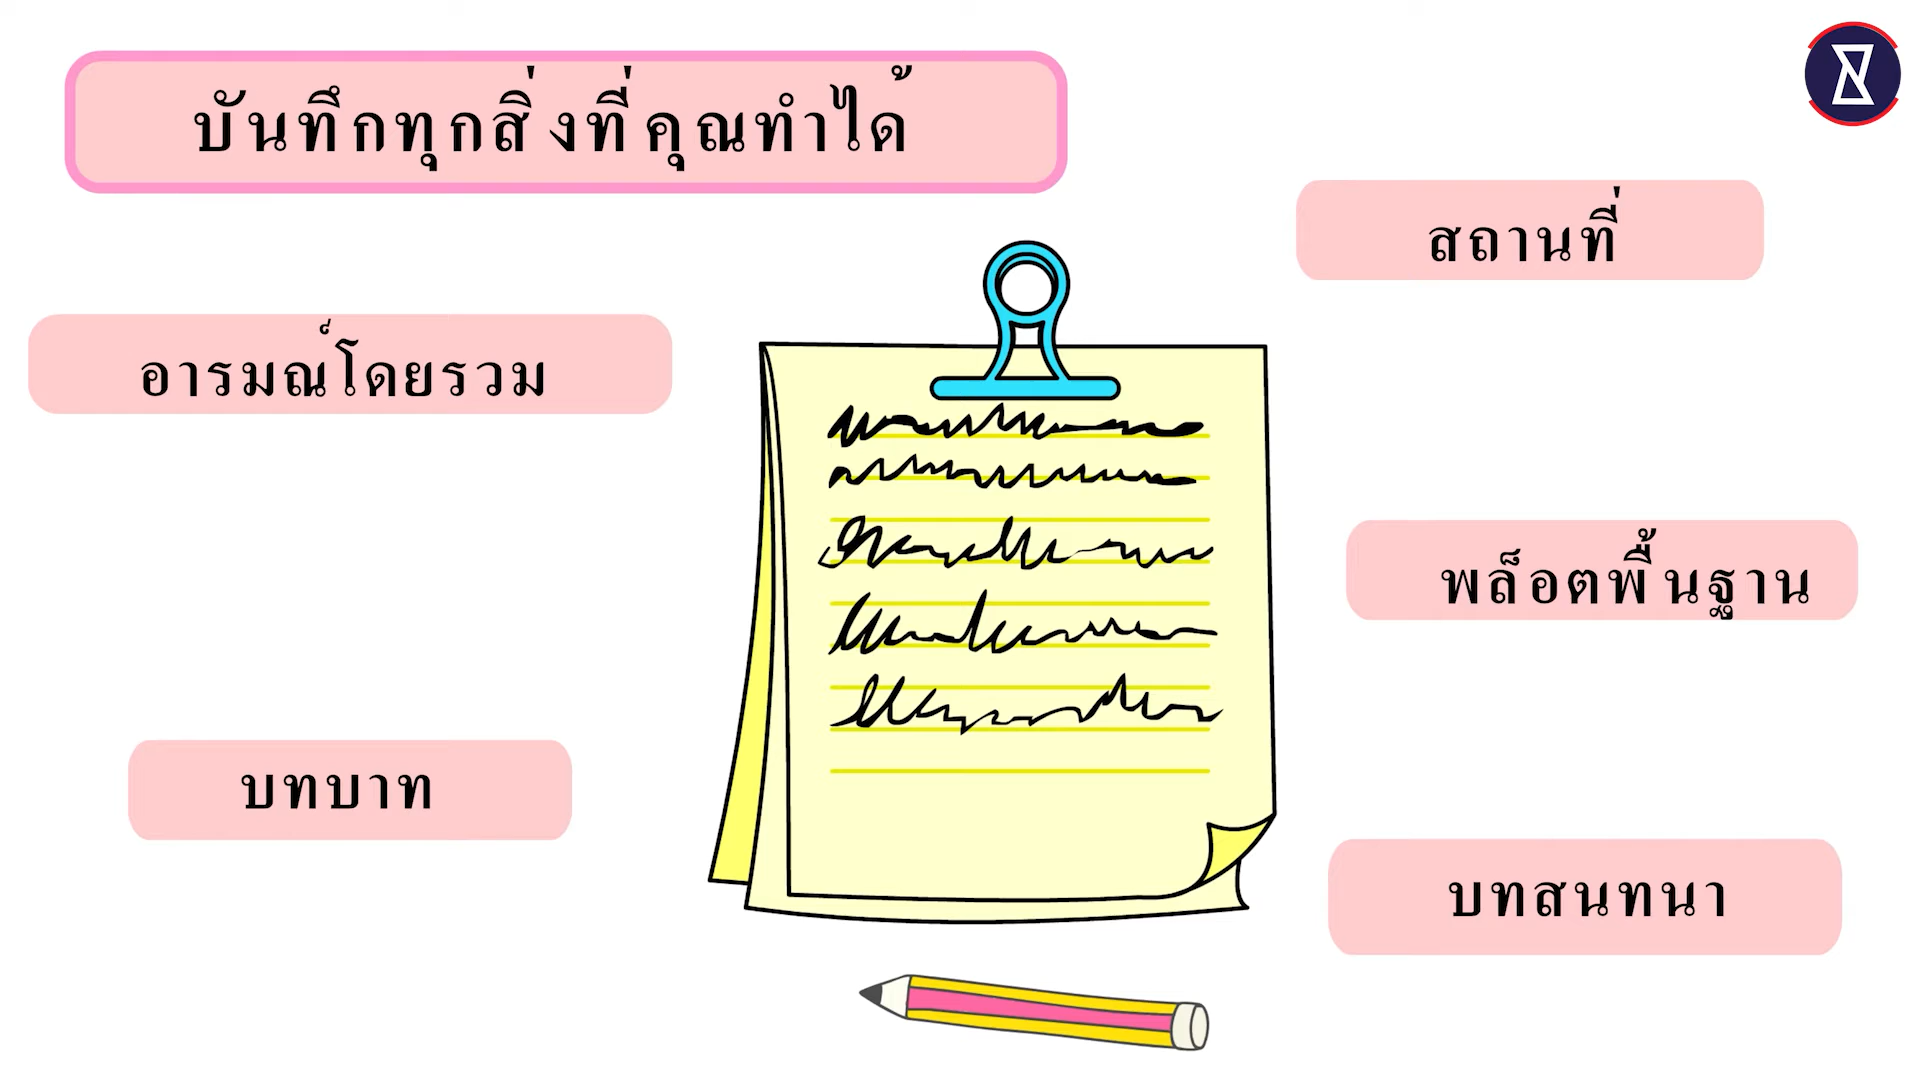 บันทึกทุกสิ่งที่คุณทำได้
สถานที่
อารมณ์โดยรวม
พล็อตพื้นฐาน
บทบาท
บทสนทนา